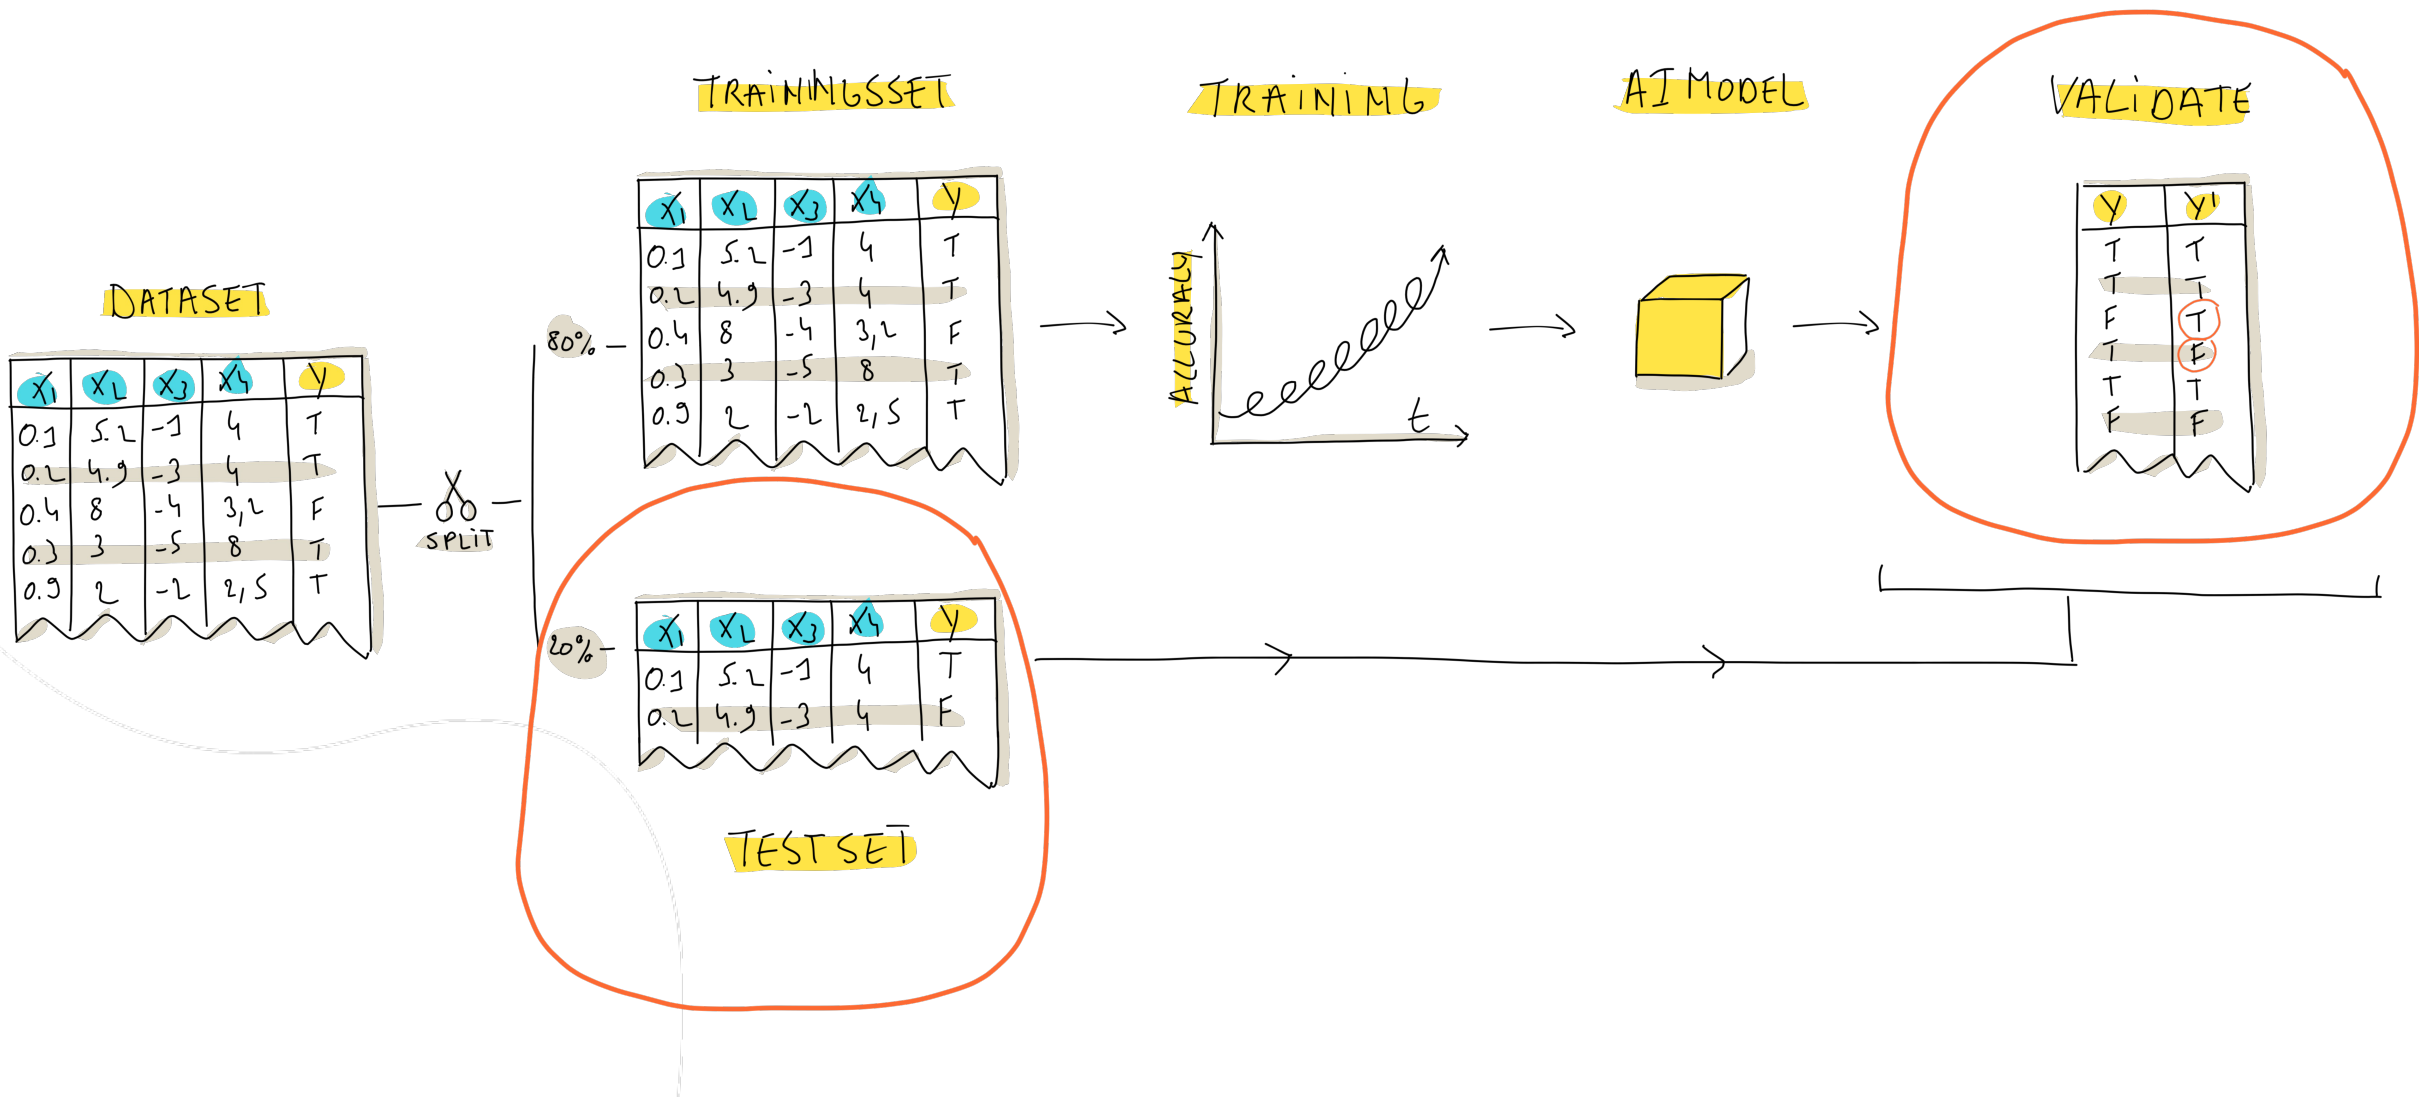 DATASET
X1 X2 X3 X4 Y
0.1 5.2 -1 4 T
0.2 4.9 -3 4 T
0.4 8 -4 3,2 F
0.3 3 -5 8 T
0.9 2 -2 2,5 T
SPLIT
80%
TRAININGSSET
X1 X2 X3 X4 Y
0.1 5.2 -1 4 T
0.2 4.9 -3 4 T
0.4 8 -4 3,2 F
0.3 3 -5 8 T
0.9 2 -2 2,5 T
20%
X1 X2 X3 X4 Y
0.1 5.2 -1 4 T
0.2 4.9 -3 4 F
TESTSET
TRAINING
ACCURACY
t
AI MODEL
VALIDATE
Y Y'
T T
T T
F T
T F
T T
F F